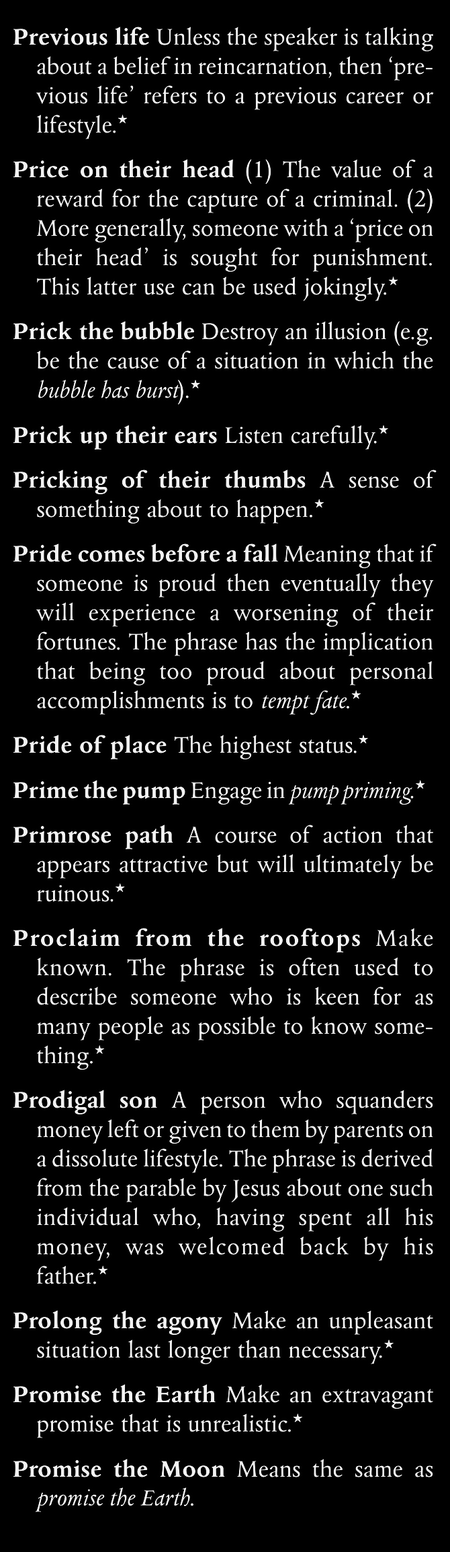 Previous life Unless the speaker is talking
about a belief in reincarnation, then ‘pre-
vious life’ refers to a previous career or
lifestyle.★
Price on their head (1) The value of a
reward for the capture of a criminal. (2)
More generally, someone with a ‘price on
their head’ is sought for punishment.
This latter use can be used jokingly.★
Prick the bubble Destroy an illusion (e.g.
be the cause of a situation in which the
bubble has burst).★
Prick up their ears Listen carefully.★
Pricking of their thumbs A sense of
something about to happen.★
Pride comes before a fall Meaning that if
someone is proud then eventually they
will experience a worsening of their
fortunes. The phrase has the implication
that being too proud about personal
accomplishments is to tempt fate.★
Pride of place The highest status.★
Prime the pump Engage in pump priming.★
Primrose path A course of action that
appears attractive but will ultimately be
ruinous.★
Proclaim from the rooftops Make
known. The phrase is often used to
describe someone who is keen for as
many people as possible to know some-
thing.★
Prodigal son A person who squanders
money left or given to them by parents on
a dissolute lifestyle. The phrase is derived
from the parable by Jesus about one such
individual who, having spent all his
money, was welcomed back by his
father.★
Prolong the agony Make an unpleasant
situation last longer than necessary.★
Promise the Earth Make an extravagant
promise that is unrealistic.★
Promise the Moon Means the same as
promise the Earth.